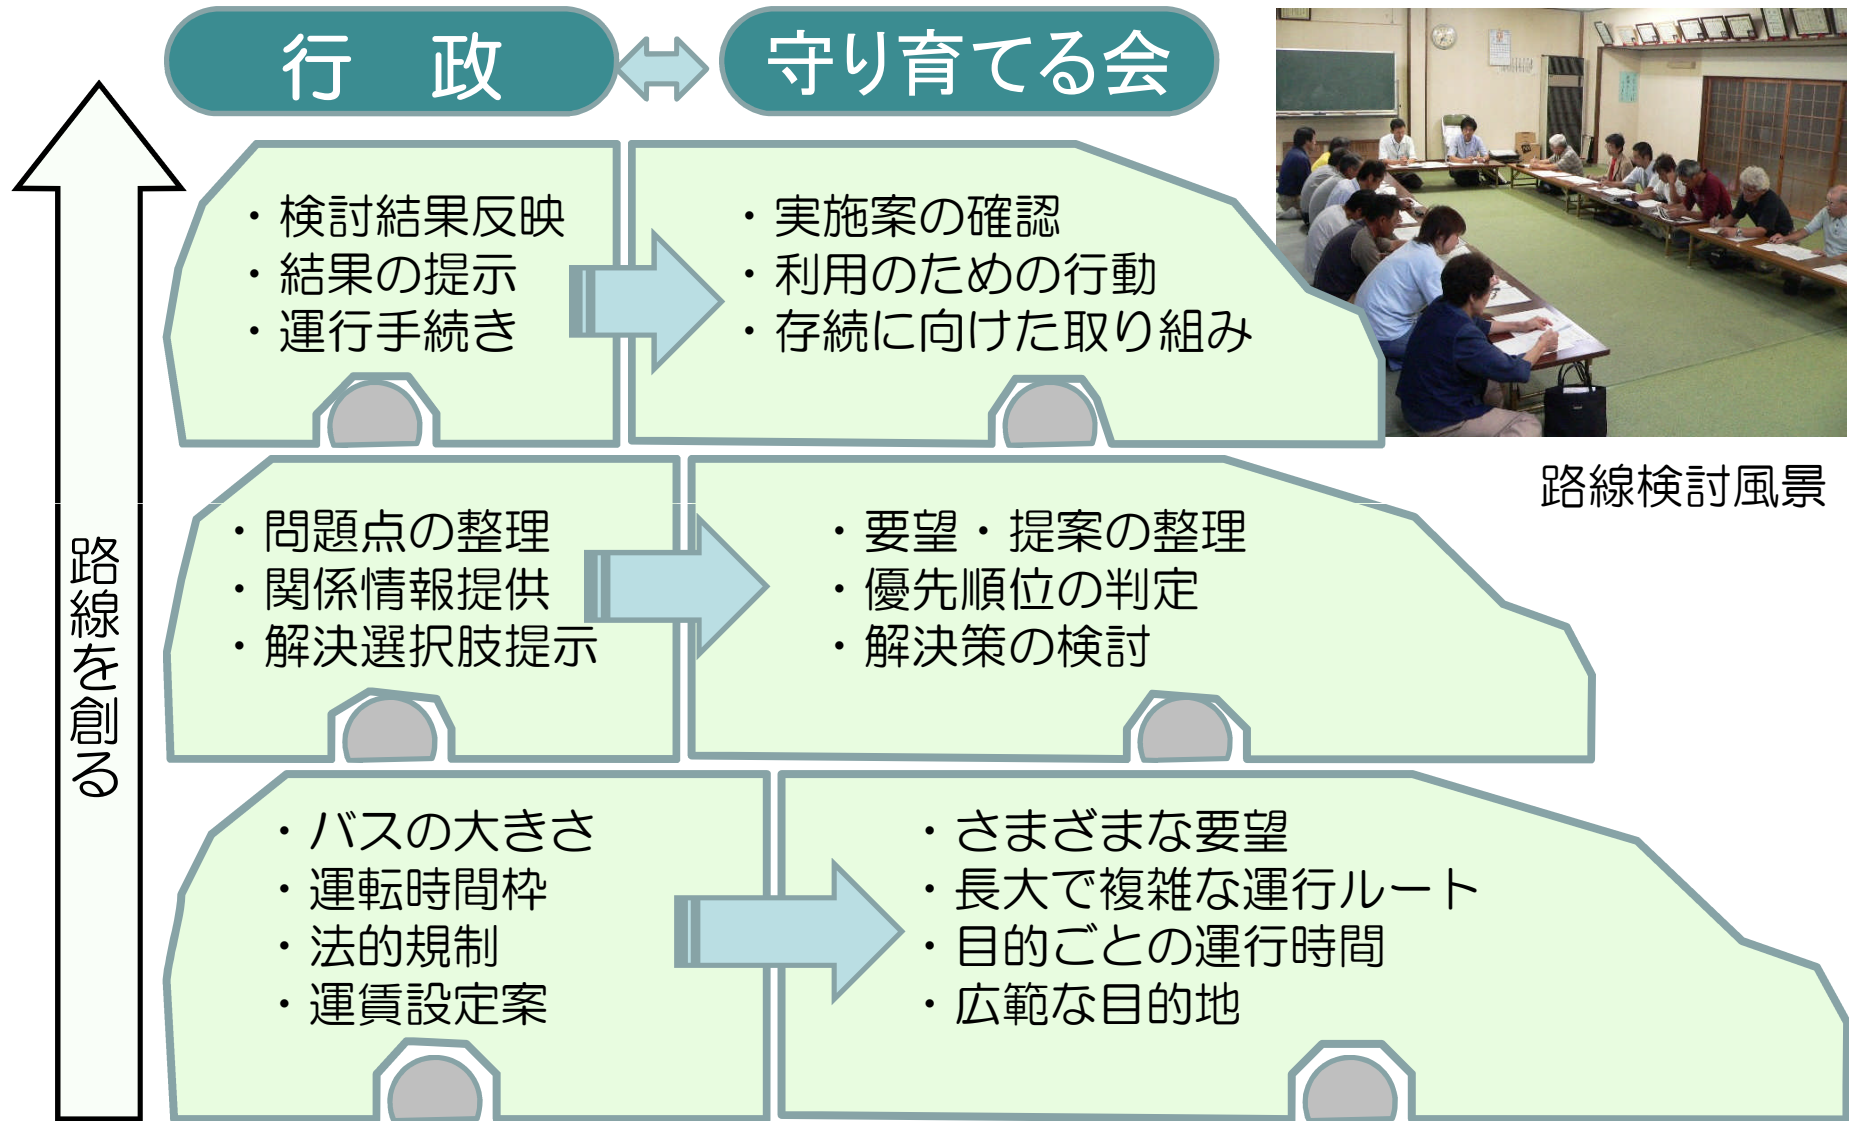 行 政
守り育てる会
・検討結果反映
・結果の提示
・運行手続き
・実施案の確認
・利用のための行動
・存続に向けた取り組み
路線検討風景
路線を創る
・問題点の整理
・関係情報提供
・解決選択肢提示
・要望・提案の整理
・優先順位の判定
・解決策の検討
・バスの大きさ
・運転時間枠
・法的規制
・運賃設定案
・さまざまな要望
・長大で複雑な運行ルート
・目的ごとの運行時間
・広範な目的地